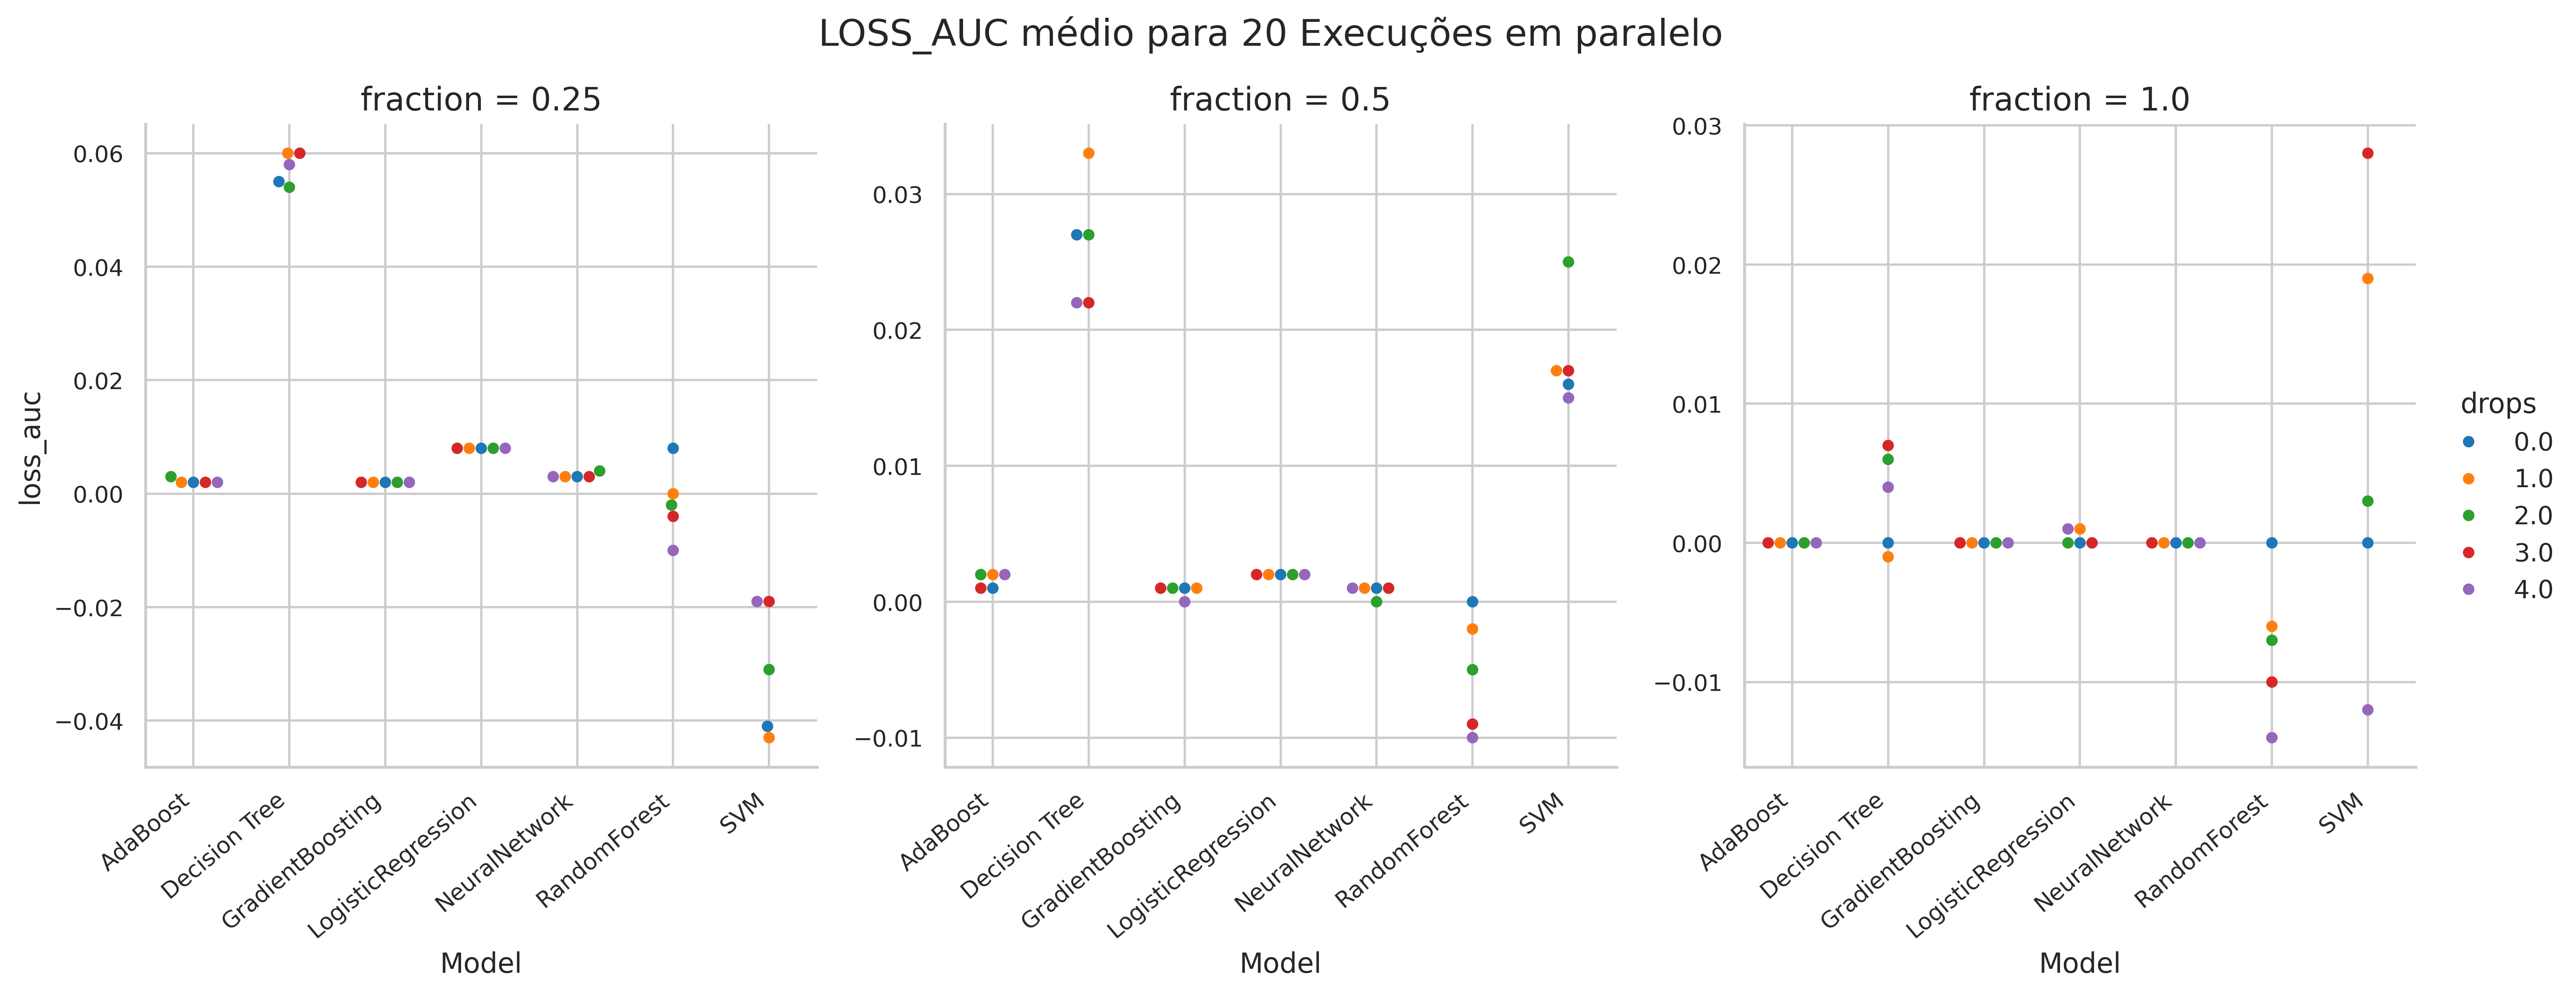 LOSS_AUC médio para 20 Execuções em paralelo
fraction = 0.25
fraction = 0.5
fraction = 1.0
loss_auc
0.06
0.04
0.02
0.00
−0.02
−0.04
AdaBoost
Decision Tree
GradientBoosting
LogisticRegression
NeuralNetwork
RandomForest
SVM
Model
0.03
0.02
0.01
0.00
−0.01
AdaBoost
Decision Tree
GradientBoosting
LogisticRegression
NeuralNetwork
RandomForest
SVM
Model
0.03
0.02
0.01
0.00
−0.01
AdaBoost
Decision Tree
GradientBoosting
LogisticRegression
NeuralNetwork
RandomForest
SVM
Model
drops
0.0
1.0
2.0
3.0
4.0